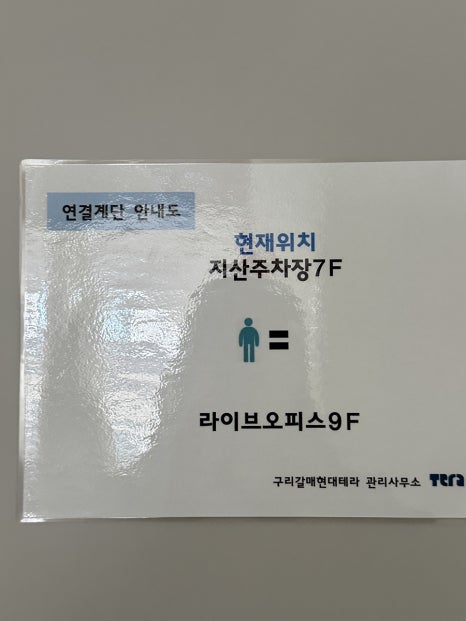 연결계단 안내도
현재위치
지산주차장7F
=
라이브오피스9F
구리갈매현대테라 관리사무소 Tera